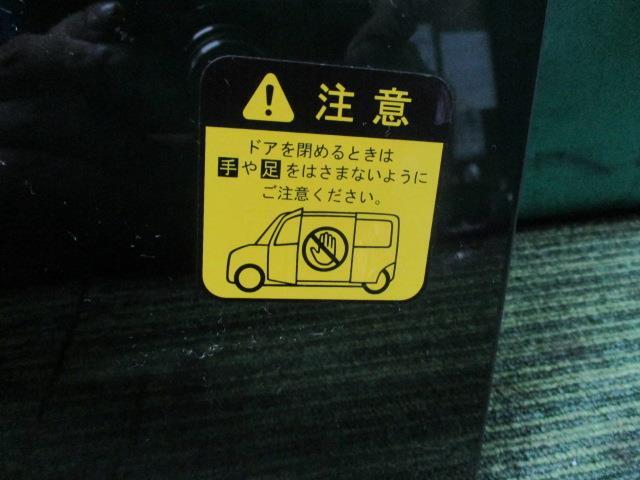 注意
ドアを閉めるときは
手や足をはさまないように
ご注意ください。